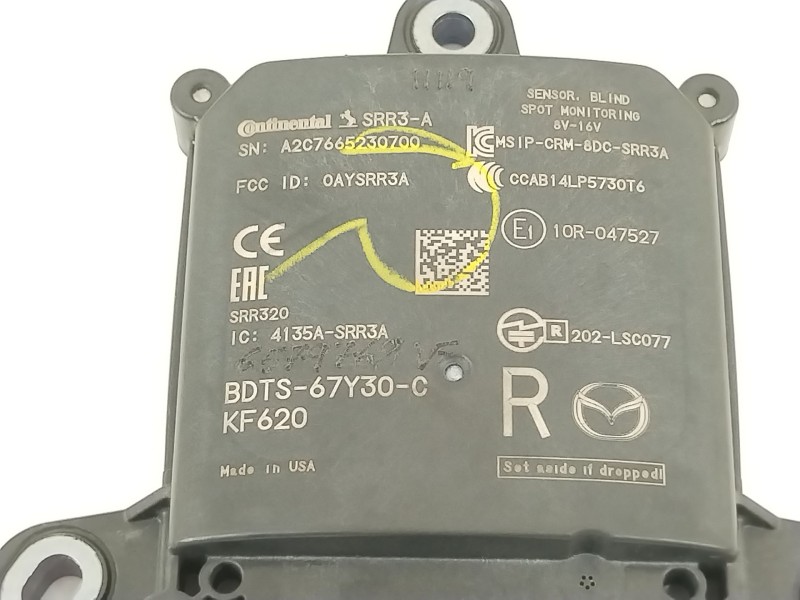 SENSOR, BLIND
SPOT MONITORING
8V-16V
Continental SRR3-A
SN: A2C7665230700
MSIP-CRM-8DC-SRR3A
FCC ID: OAYSRR3A
CCAB14LP5730T6
CE
E1 10R-047527
EAC
SRR320
IC: 4135A-SRR3A
R 202-LSC077
BDTS-67Y30-C
KF620
R
Made in USA
Set aside if dropped!